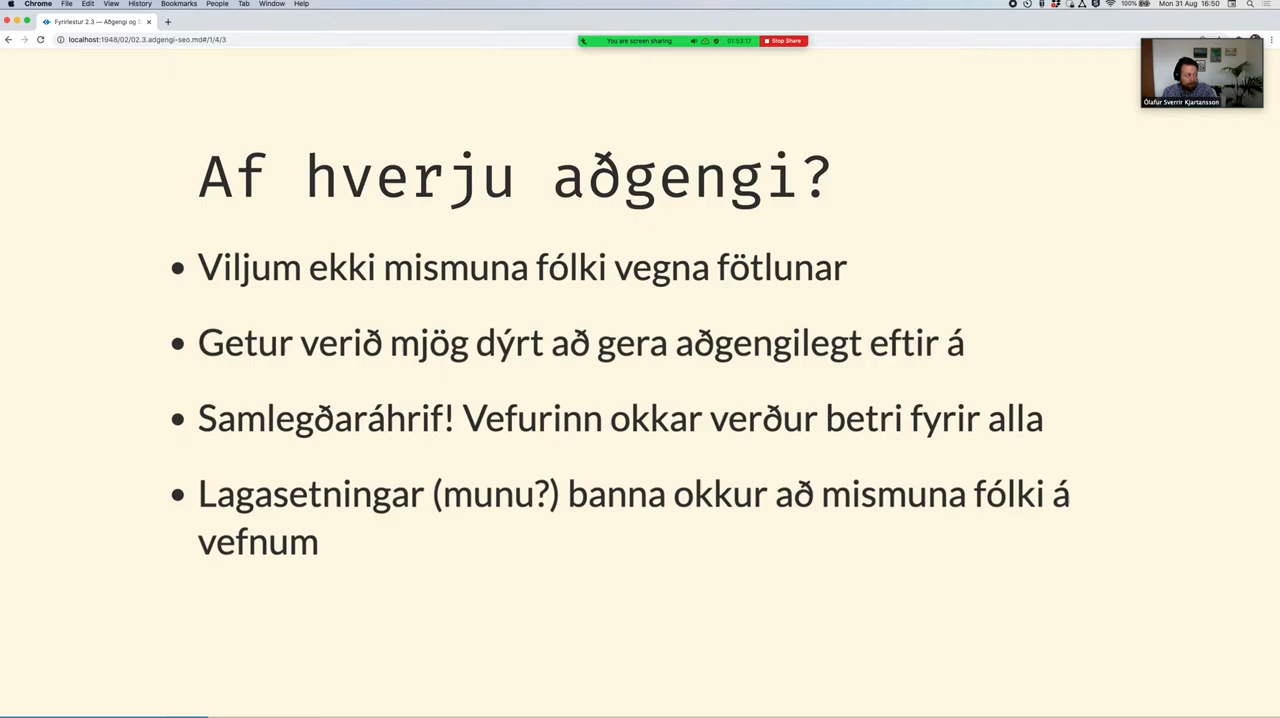 Chrome File Edit View History Bookmarks People Tab Window Help
100% Mon 31 Aug 16:50
Fyrirlestur 2.3 — Aðgengi og S
localhost:1948/02/02.3.adgengi-seo.md#/1/4/3
You are screen sharing 01:53:17 Stop Share
Ólafur Sverrir Kjartansson
Af hverju aðgengi?
Viljum ekki mismuna fólki vegna fötlunar
Getur verið mjög dýrt að gera aðgengilegt eftir á
Samlegðaráhrif! Vefurinn okkar verður betri fyrir alla
Lagasetningar (munu?) banna okkur að mismuna fólki á
vefnum